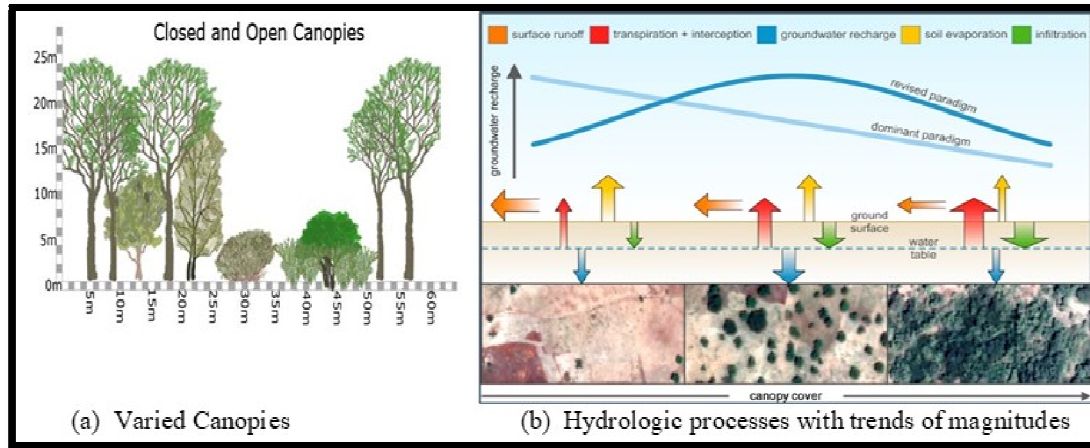 Closed and Open Canopies
25m
20m
15m
10m
5m
0m
5m
10m
15m
20m
25m
30m
35m
40m
45m
50m
55m
60m
(a) Varied Canopies
surface runoff
transpiration + interception
groundwater recharge
soil evaporation
infiltration
groundwater recharge
revised paradigm
dominant paradigm
ground
surface
water
table
canopy cover
(b) Hydrologic processes with trends of magnitudes